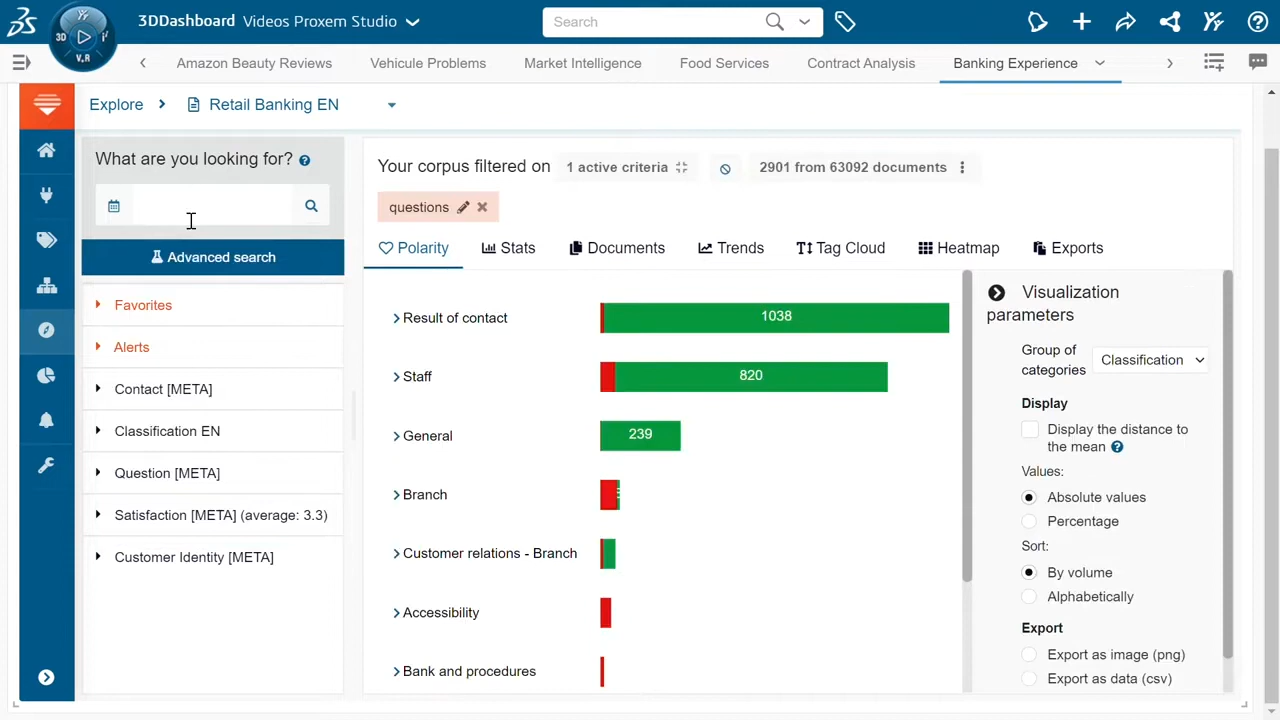 3DDashboard Videos Proxem Studio
Search
3D
V.R
Amazon Beauty Reviews
Vehicule Problems
Market Intelligence
Food Services
Contract Analysis
Banking Experience
Explore
Retail Banking EN
What are you looking for?
Advanced search
Favorites
Alerts
Contact [META]
Classification EN
Question [META]
Satisfaction [META] (average: 3.3)
Customer Identity [META]
Your corpus filtered on
1 active criteria
2901 from 63092 documents
questions
Polarity
Stats
Documents
Trends
Tag Cloud
Heatmap
Exports
Result of contact
1038
Staff
820
General
239
Branch
Customer relations - Branch
Accessibility
Bank and procedures
Visualization
parameters
Group of
categories
Classification
Display
Display the distance to
the mean
Values:
Absolute values
Percentage
Sort:
By volume
Alphabetically
Export
Export as image (png)
Export as data (csv)